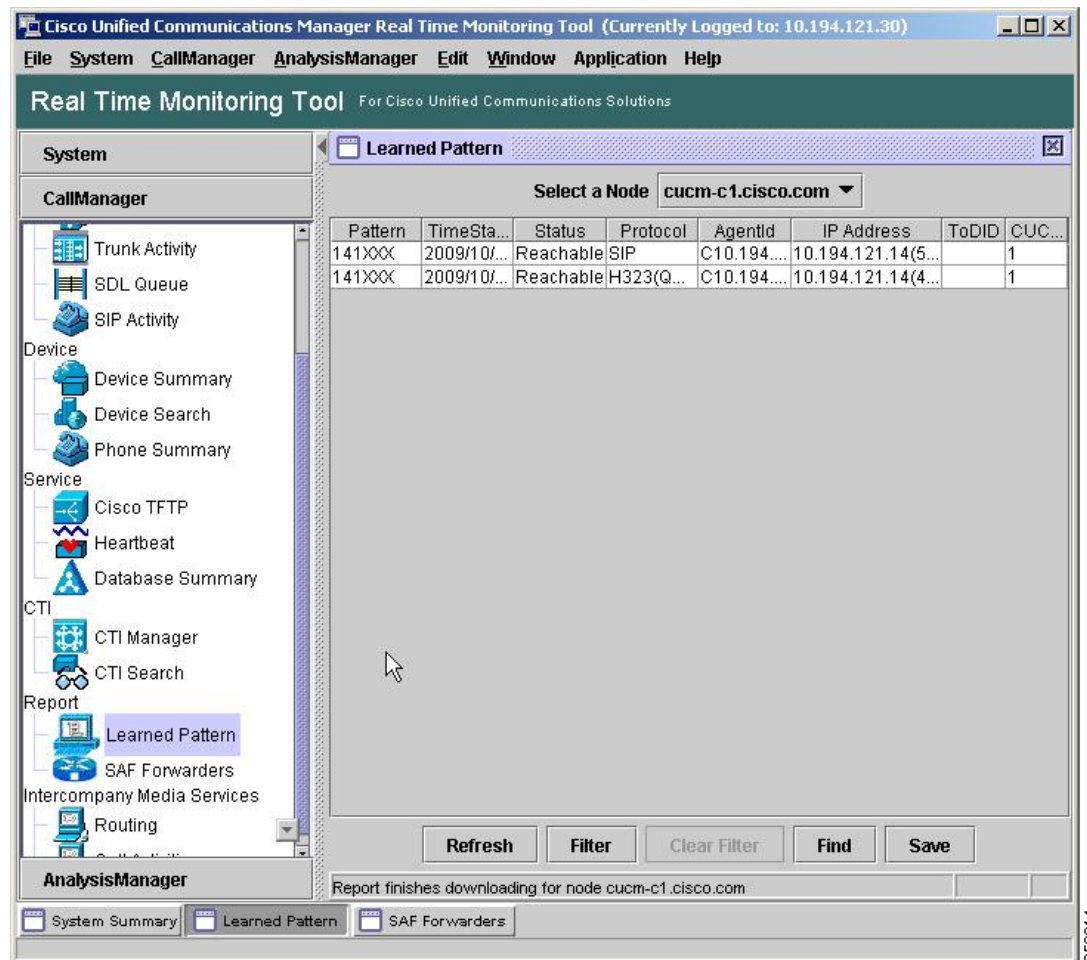 Cisco Unified Communications Manager Real Time Monitoring Tool (Currently Logged to: 10.194.121.30)
File System CallManager AnalysisManager Edit Window Application Help
Real Time Monitoring Tool For Cisco Unified Communications Solutions
System
CallManager
Trunk Activity
SDL Queue
SIP Activity
Device
Device Summary
Device Search
Phone Summary
Service
Cisco TFTP
Heartbeat
Database Summary
CTI
CTI Manager
CTI Search
Report
Learned Pattern
SAF Forwarders
Intercompany Media Services
Routing
AnalysisManager
Learned Pattern
Select a Node cucm-c1.cisco.com
Pattern TimeSta... Status Protocol AgentId IP Address ToDID CUC...
141XXX 2009/10/... Reachable SIP C10.194.... 10.194.121.14(5... 1
141XXX 2009/10/... Reachable H323(Q... C10.194.... 10.194.121.14(4... 1
Refresh Filter Clear Filter Find Save
Report finishes downloading for node cucm-c1.cisco.com
System Summary Learned Pattern SAF Forwarders